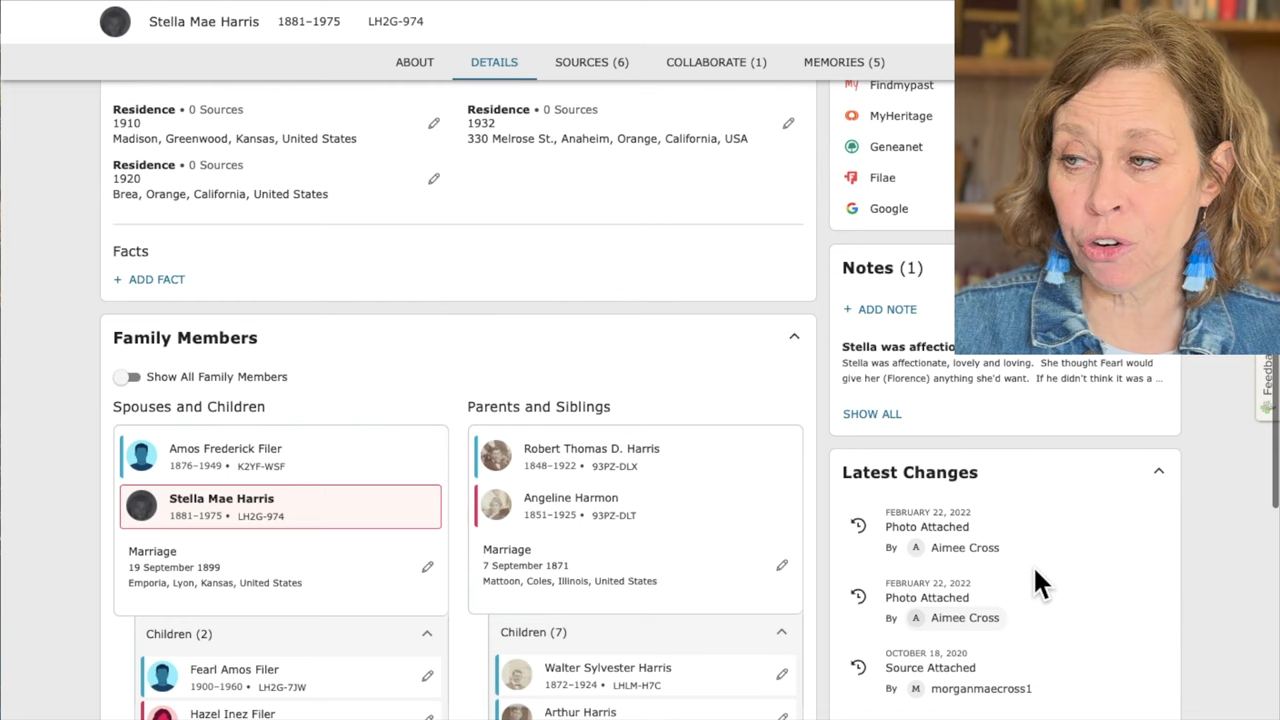 Stella Mae Harris 1881–1975 LH2G-974
ABOUT DETAILS SOURCES (6) COLLABORATE (1) MEMORIES (5)
Residence • 0 Sources
1910
Madison, Greenwood, Kansas, United States
Residence • 0 Sources
1932
330 Melrose St., Anaheim, Orange, California, USA
Residence • 0 Sources
1920
Brea, Orange, California, United States
Facts
+ ADD FACT
Family Members
Show All Family Members
Spouses and Children
Amos Frederick Filer
1876–1949 • K2YF-WSF
Stella Mae Harris
1881–1975 • LH2G-974
Marriage
19 September 1899
Emporia, Lyon, Kansas, United States
Children (2)
Fearl Amos Filer
1900–1960 • LH2G-7JW
Hazel Inez Filer
Parents and Siblings
Robert Thomas D. Harris
1848–1922 • 93PZ-DLX
Angeline Harmon
1851–1925 • 93PZ-DLT
Marriage
7 September 1871
Mattoon, Coles, Illinois, United States
Children (7)
Walter Sylvester Harris
1872–1924 • LHLM-H7C
Arthur Harris
My Findmypast
MyHeritage
Geneanet
Filae
Google
Notes (1)
+ ADD NOTE
Stella was affectio
Stella was affectionate, lovely and loving. She thought Fearl would
give her (Florence) anything she'd want. If he didn't think it was a ...
SHOW ALL
Latest Changes
FEBRUARY 22, 2022
Photo Attached
By A Aimee Cross
FEBRUARY 22, 2022
Photo Attached
By A Aimee Cross
OCTOBER 18, 2020
Source Attached
By M morganmaecross1
Feedba